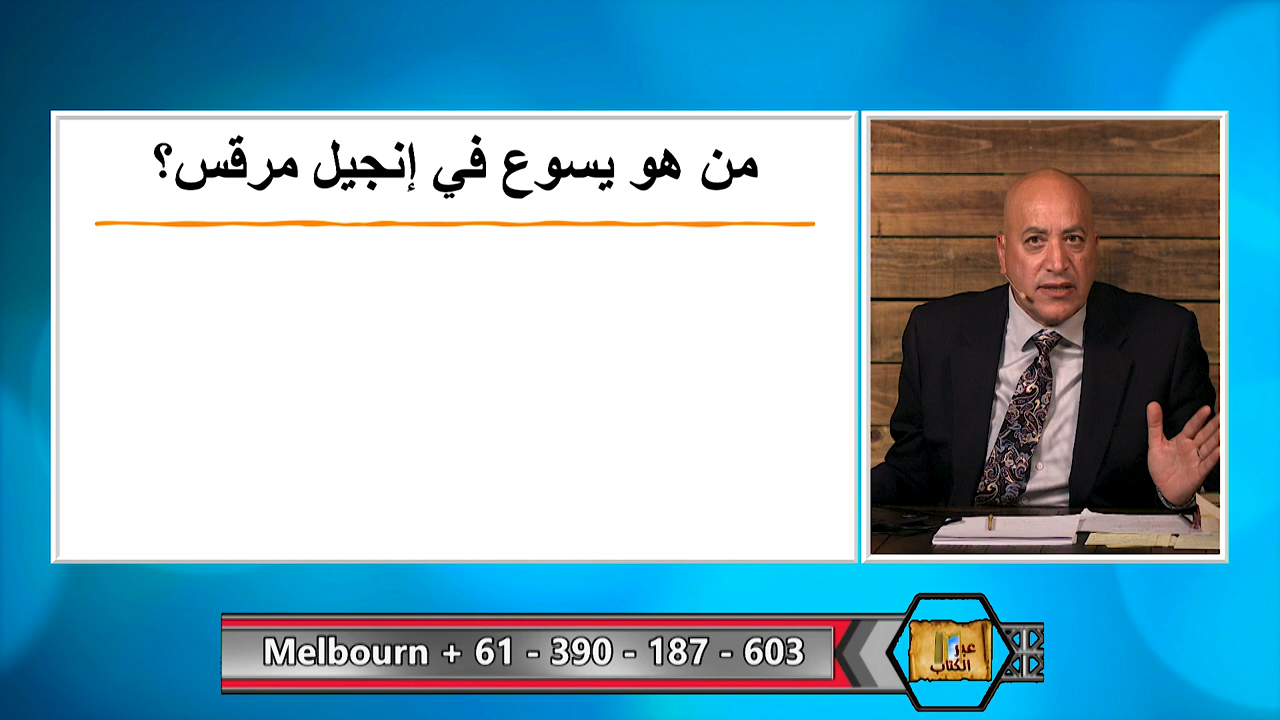 من هو يسوع في إنجيل مرقس؟
Melbourn + 61 - 390 - 187 - 603
عبر
الكتاب